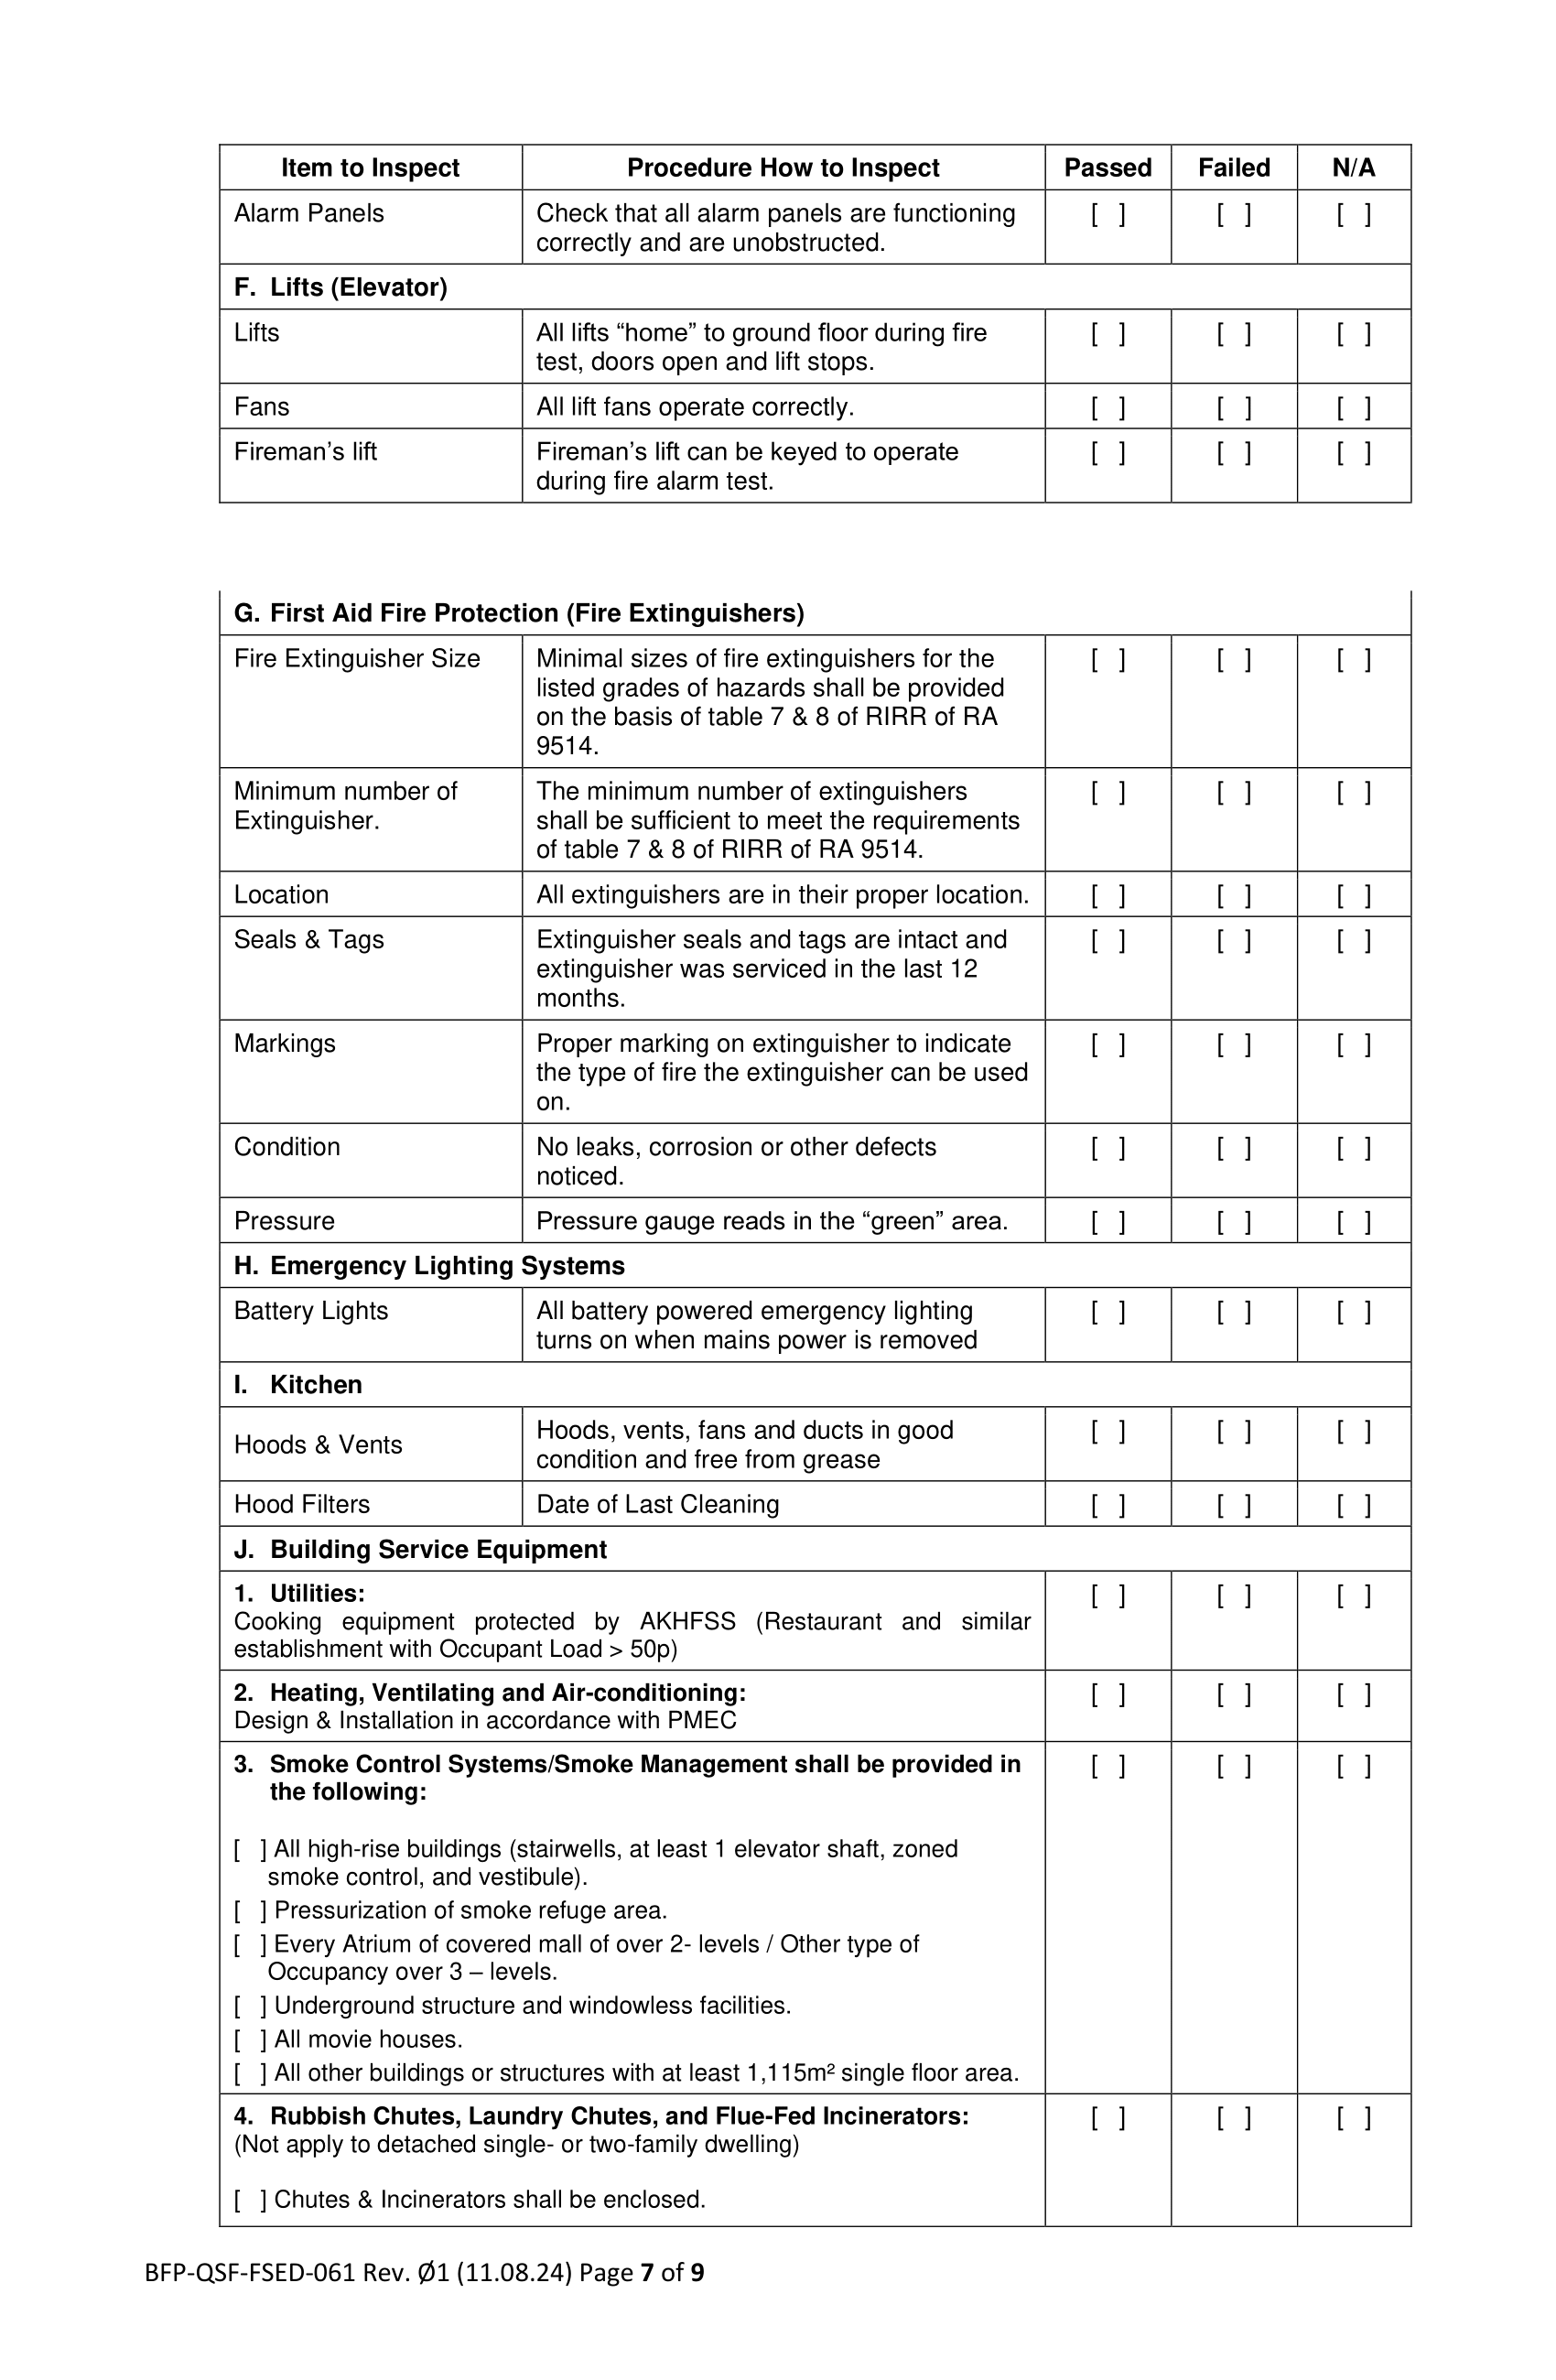 Item to Inspect Procedure How to Inspect Passed Failed N/A
Alarm Panels Check that all alarm panels are functioning [ ] [ ] [ ]
correctly and are unobstructed.
F. Lifts (Elevator)
Lifts All lifts “home” to ground floor during fire [ ] [ ] [ ]
test, doors open and lift stops.
Fans All lift fans operate correctly. [ ] [ ] [ ]
Fireman’s lift Fireman’s lift can be keyed to operate [ ] [ ] [ ]
during fire alarm test.
G. First Aid Fire Protection (Fire Extinguishers)
Fire Extinguisher Size Minimal sizes of fire extinguishers for the [ ] [ ] [ ]
listed grades of hazards shall be provided
on the basis of table 7 & 8 of RIRR of RA
9514.
Minimum number of The minimum number of extinguishers [ ] [ ] [ ]
Extinguisher. shall be sufficient to meet the requirements
of table 7 & 8 of RIRR of RA 9514.
Location All extinguishers are in their proper location. [ ] [ ] [ ]
Seals & Tags Extinguisher seals and tags are intact and [ ] [ ] [ ]
extinguisher was serviced in the last 12
months.
Markings Proper marking on extinguisher to indicate [ ] [ ] [ ]
the type of fire the extinguisher can be used
on.
Condition No leaks, corrosion or other defects [ ] [ ] [ ]
noticed.
Pressure Pressure gauge reads in the “green” area. [ ] [ ] [ ]
H. Emergency Lighting Systems
Battery Lights All battery powered emergency lighting [ ] [ ] [ ]
turns on when mains power is removed
I. Kitchen
Hoods & Vents Hoods, vents, fans and ducts in good [ ] [ ] [ ]
condition and free from grease
Hood Filters Date of Last Cleaning [ ] [ ] [ ]
J. Building Service Equipment
1. Utilities: [ ] [ ] [ ]
Cooking equipment protected by AKHFSS (Restaurant and similar
establishment with Occupant Load > 50p)
2. Heating, Ventilating and Air-conditioning: [ ] [ ] [ ]
Design & Installation in accordance with PMEC
3. Smoke Control Systems/Smoke Management shall be provided in [ ] [ ] [ ]
the following:
[ ] All high-rise buildings (stairwells, at least 1 elevator shaft, zoned
smoke control, and vestibule).
[ ] Pressurization of smoke refuge area.
[ ] Every Atrium of covered mall of over 2- levels / Other type of
Occupancy over 3 – levels.
[ ] Underground structure and windowless facilities.
[ ] All movie houses.
[ ] All other buildings or structures with at least 1,115m² single floor area.
4. Rubbish Chutes, Laundry Chutes, and Flue-Fed Incinerators: [ ] [ ] [ ]
(Not apply to detached single- or two-family dwelling)
[ ] Chutes & Incinerators shall be enclosed.
BFP-QSF-FSED-061 Rev. Ø1 (11.08.24) Page 7 of 9